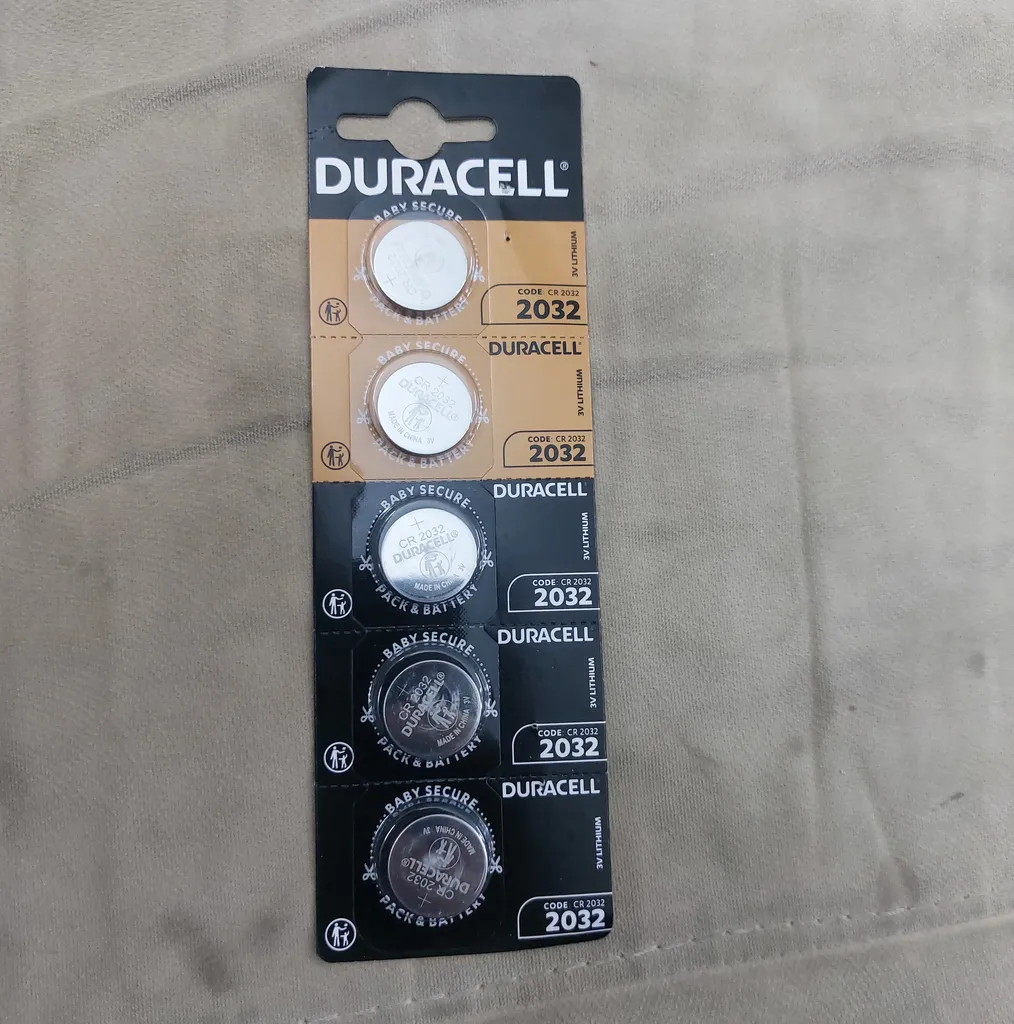 DURACELL®
BABY SECURE
PACK & BATTERY
3V LITHIUM
CODE: CR 2032
2032
DURACELL
BABY SECURE
+
CR 2032
DURACELL®
MADE IN CHINA 3V
PACK & BATTERY
3V LITHIUM
CODE: CR 2032
2032
DURACELL
BABY SECURE
+
CR 2032
DURACELL®
MADE IN CHINA 3V
PACK & BATTERY
3V LITHIUM
CODE: CR 2032
2032
DURACELL
BABY SECURE
+
CR 2032
DURACELL®
MADE IN CHINA 3V
PACK & BATTERY
3V LITHIUM
CODE: CR 2032
2032
DURACELL
BABY SECURE
+
CR 2032
DURACELL®
MADE IN CHINA 3V
PACK & BATTERY
3V LITHIUM
CODE: CR 2032
2032